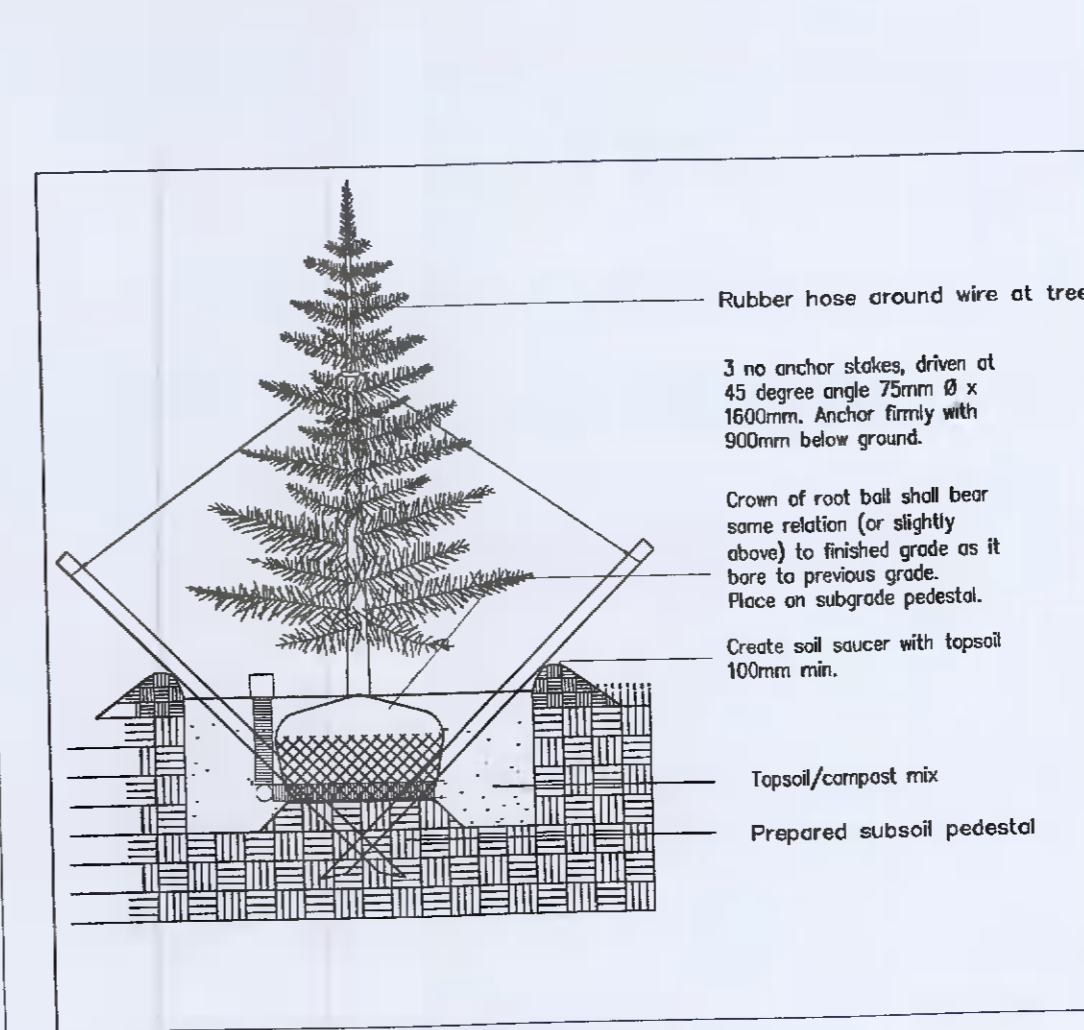 Rubber hose around wire at tree
3 no anchor stakes, driven at
45 degree angle 75mm Ø x
1600mm. Anchor firmly with
900mm below ground.
Crown of root ball shall bear
same relation (or slightly
above) to finished grade as it
bore to previous grade.
Place on subgrade pedestal.
Create soil saucer with topsoil
100mm min.
Topsoil/compost mix
Prepared subsoil pedestal